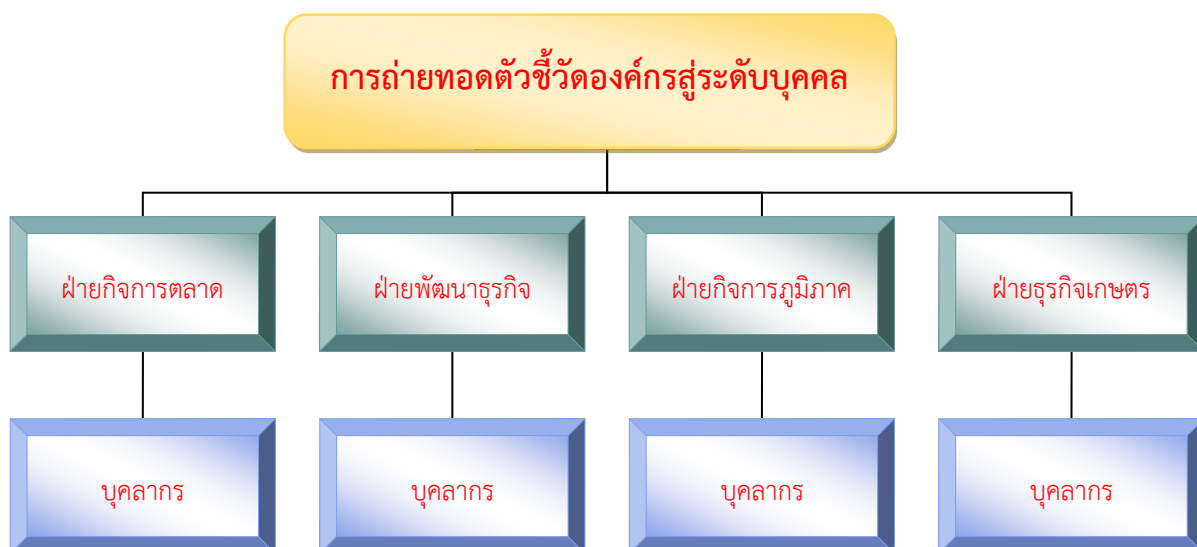 การถ่ายทอดตัวชี้วัดองค์กรสู่ระดับบุคคล
ฝ่ายกิจการตลาด
ฝ่ายพัฒนาธุรกิจ
ฝ่ายกิจการภูมิภาค
ฝ่ายธุรกิจเกษตร
บุคลากร
บุคลากร
บุคลากร
บุคลากร